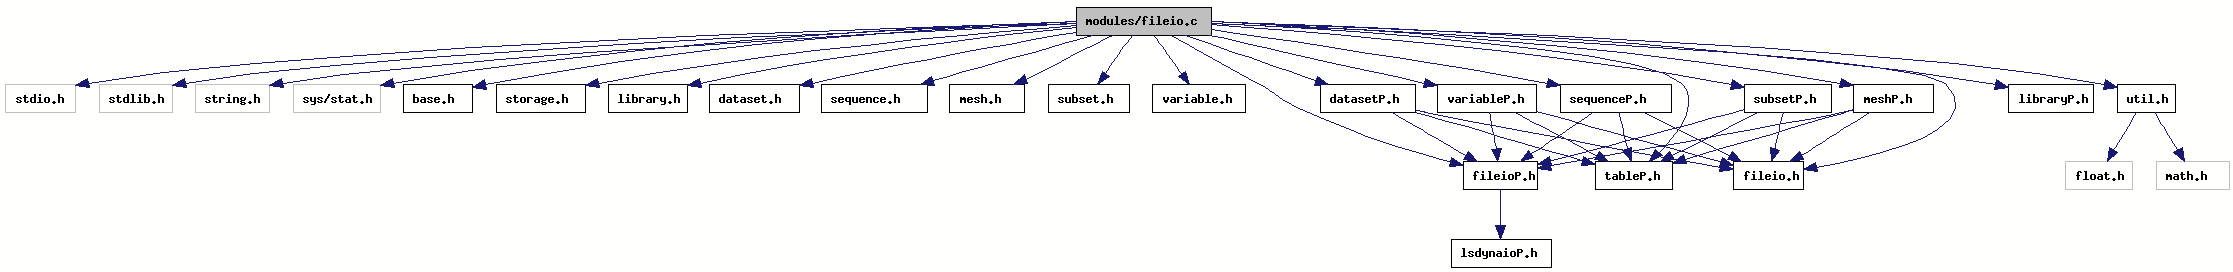 modules/fileio.c
stdio.h
stdlib.h
string.h
sys/stat.h
base.h
storage.h
library.h
dataset.h
sequence.h
mesh.h
subset.h
variable.h
datasetP.h
variableP.h
sequenceP.h
subsetP.h
meshP.h
libraryP.h
util.h
fileioP.h
tableP.h
fileio.h
float.h
math.h
lsdynaioP.h